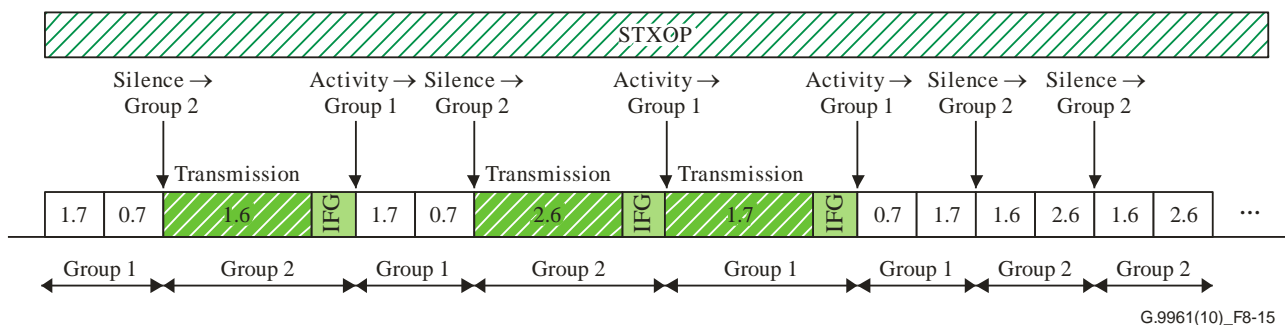 STXOP
Silence → Activity → Silence → Activity → Activity → Silence → Silence →
Group 2 Group 1 Group 2 Group 1 Group 1 Group 2 Group 2
Transmission Transmission Transmission
1.7 0.7 1.6 IFG 1.7 0.7 2.6 IFG 1.7 IFG 0.7 1.7 1.6 2.6 1.6 2.6 ...
Group 1 Group 2 Group 1 Group 2 Group 1 Group 1 Group 2 Group 2
G.9961(10)_F8-15